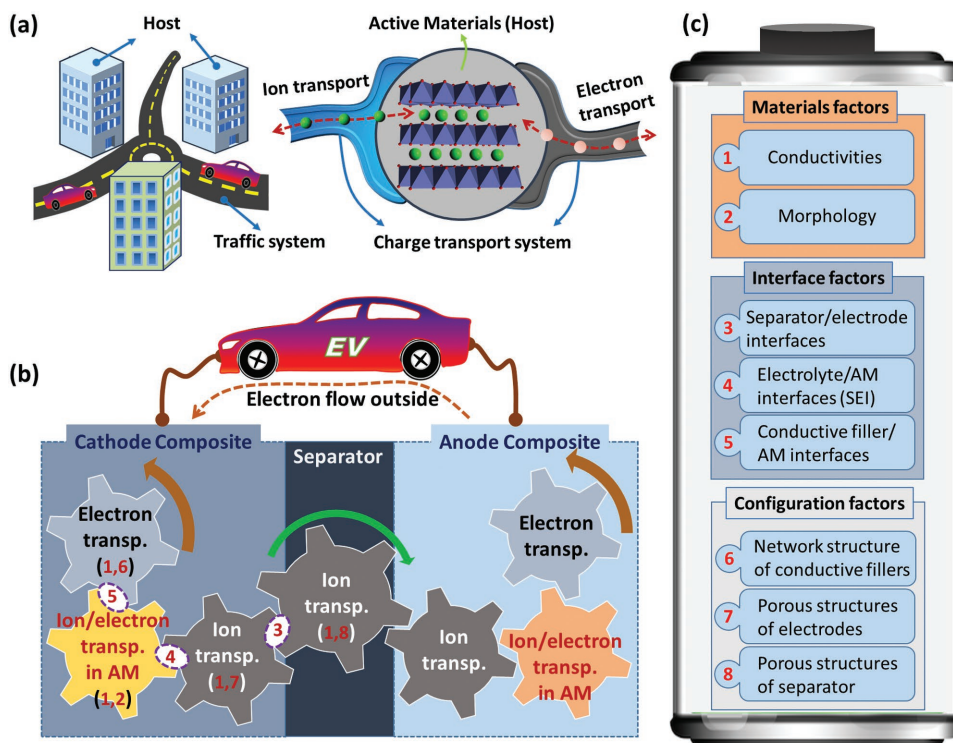 (a)
Host
Traffic system
Active Materials (Host)
Ion transport
Electron
transport
Charge transport system
(b)
EV
Electron flow outside
Cathode Composite
Separator
Anode Composite
Electron
transp.
(1,6)
5
Ion/electron
transp.
in AM
(1,2)
4
Ion
transp.
(1,7)
3
Ion
transp.
(1,8)
Ion
transp.
Electron
transp.
Ion/electron
transp.
in AM
(c)
Materials factors
1
Conductivities
2
Morphology
Interface factors
3
Separator/electrode
interfaces
4
Electrolyte/AM
interfaces (SEI)
5
Conductive filler/
AM interfaces
Configuration factors
6
Network structure
of conductive fillers
7
Porous structures
of electrodes
8
Porous structures
of separator